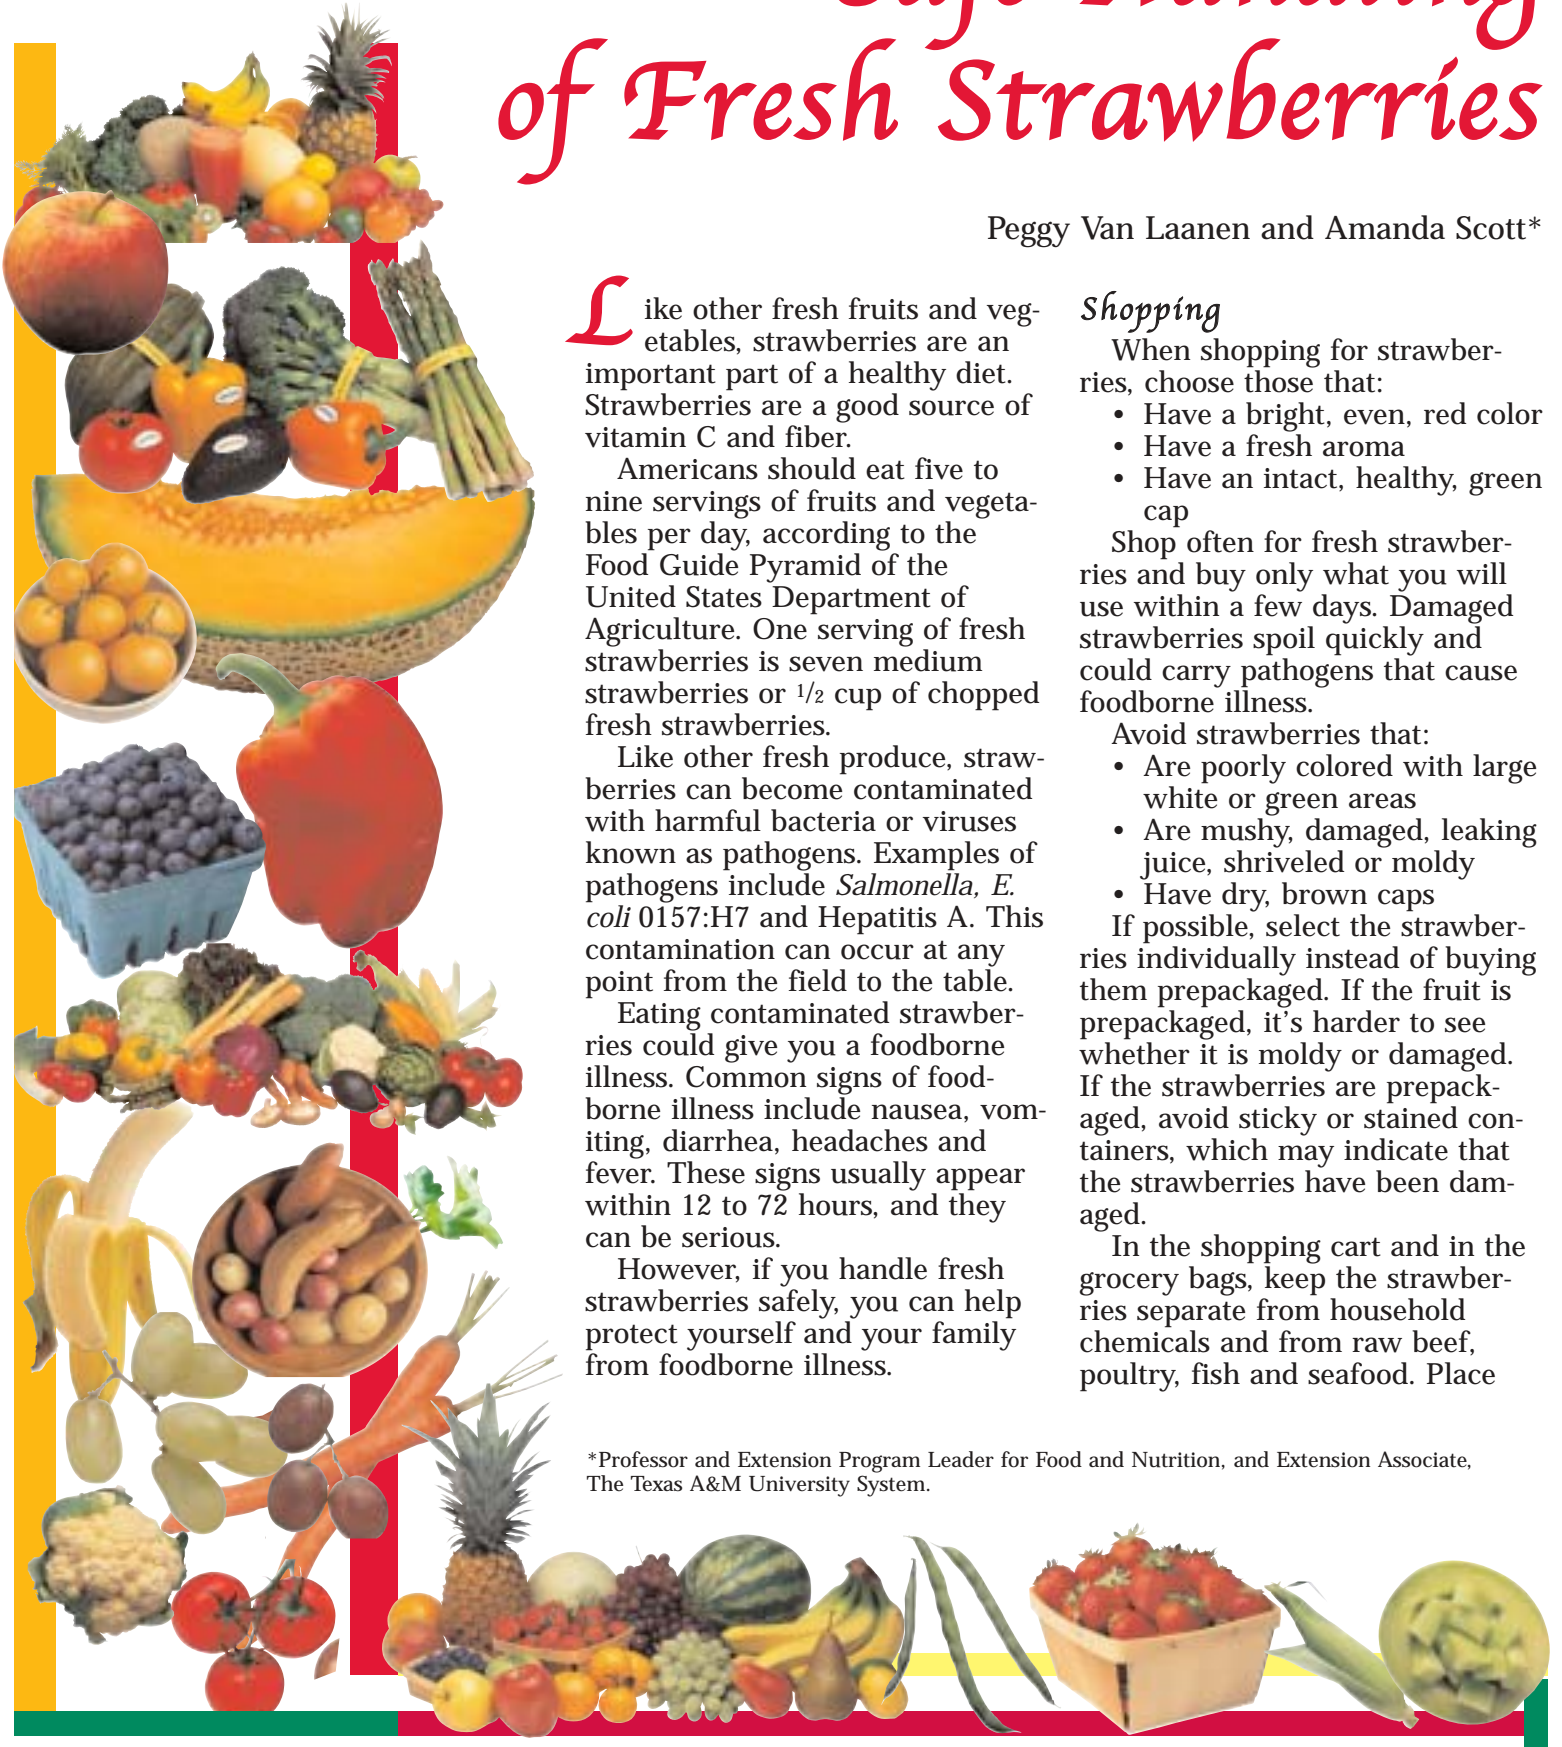 Safe Handling
of Fresh Strawberries
Peggy Van Laanen and Amanda Scott*
Like other fresh fruits and veg-
etables, strawberries are an
important part of a healthy diet.
Strawberries are a good source of
vitamin C and fiber.
Americans should eat five to
nine servings of fruits and vegeta-
bles per day, according to the
Food Guide Pyramid of the
United States Department of
Agriculture. One serving of fresh
strawberries is seven medium
strawberries or 1/2 cup of chopped
fresh strawberries.
Like other fresh produce, straw-
berries can become contaminated
with harmful bacteria or viruses
known as pathogens. Examples of
pathogens include Salmonella, E.
coli 0157:H7 and Hepatitis A. This
contamination can occur at any
point from the field to the table.
Eating contaminated strawber-
ries could give you a foodborne
illness. Common signs of food-
borne illness include nausea, vom-
iting, diarrhea, headaches and
fever. These signs usually appear
within 12 to 72 hours, and they
can be serious.
However, if you handle fresh
strawberries safely, you can help
protect yourself and your family
from foodborne illness.
Shopping
When shopping for strawber-
ries, choose those that:
• Have a bright, even, red color
• Have a fresh aroma
• Have an intact, healthy, green
cap
Shop often for fresh strawber-
ries and buy only what you will
use within a few days. Damaged
strawberries spoil quickly and
could carry pathogens that cause
foodborne illness.
Avoid strawberries that:
• Are poorly colored with large
white or green areas
• Are mushy, damaged, leaking
juice, shriveled or moldy
• Have dry, brown caps
If possible, select the strawber-
ries individually instead of buying
them prepackaged. If the fruit is
prepackaged, it's harder to see
whether it is moldy or damaged.
If the strawberries are prepack-
aged, avoid sticky or stained con-
tainers, which may indicate that
the strawberries have been dam-
aged.
In the shopping cart and in the
grocery bags, keep the strawber-
ries separate from household
chemicals and from raw beef,
poultry, fish and seafood. Place
*Professor and Extension Program Leader for Food and Nutrition, and Extension Associate,
The Texas A&M University System.